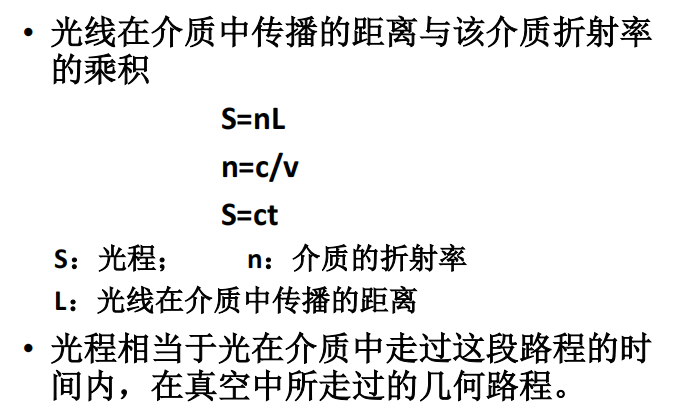 • 光线在介质中传播的距离与该介质折射率
的乘积
S=nL
n=c/v
S=ct
S：光程； n：介质的折射率
L：光线在介质中传播的距离
• 光程相当于光在介质中走过这段路程的时
间内，在真空中所走过的几何路程。